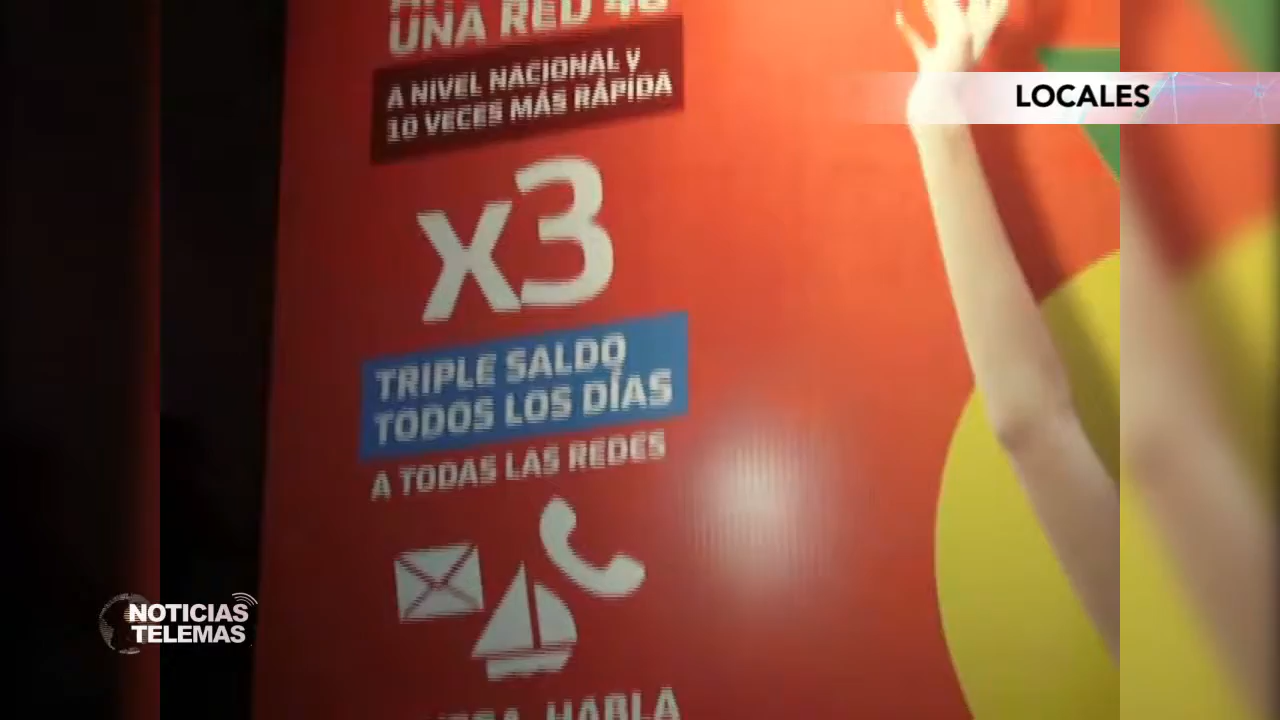 UNA RED 4G
A NIVEL NACIONAL Y
10 VECES MÁS RÁPIDA
LOCALES
x3
TRIPLE SALDO
TODOS LOS DÍAS
A TODAS LAS REDES
NOTICIAS
TELEMAS
HABLA